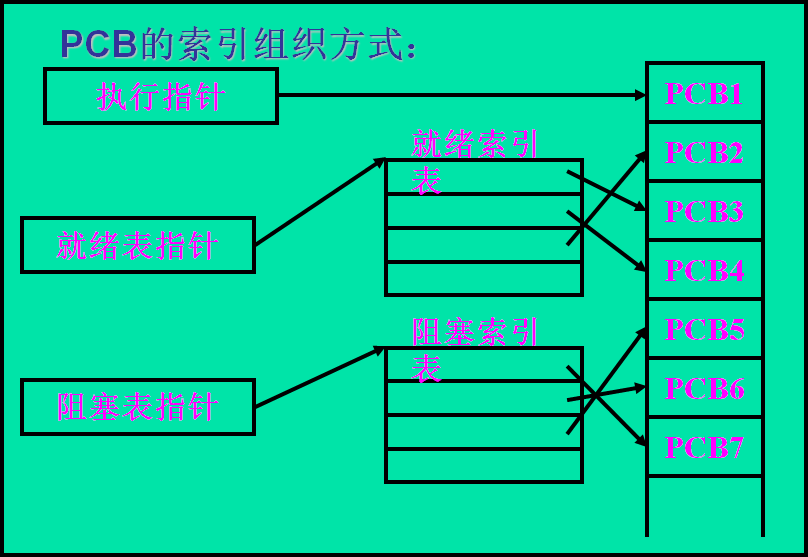 PCB的索引组织方式:
执行指针
PCB1
就绪索引
表
PCB2
PCB3
就绪表指针
PCB4
阻塞索引
表
PCB5
阻塞表指针
PCB6
PCB7